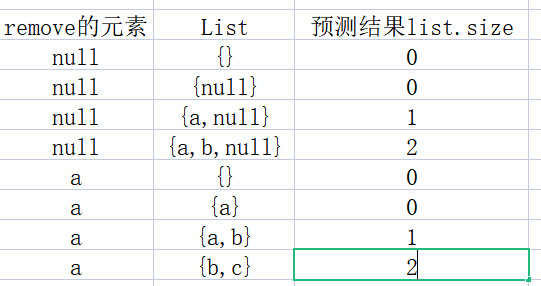 remove的元素 List 预测结果list.size
null {} 0
null {null} 0
null {a,null} 1
null {a,b,null} 2
a {} 0
a {a} 0
a {a,b} 1
a {b,c} 2